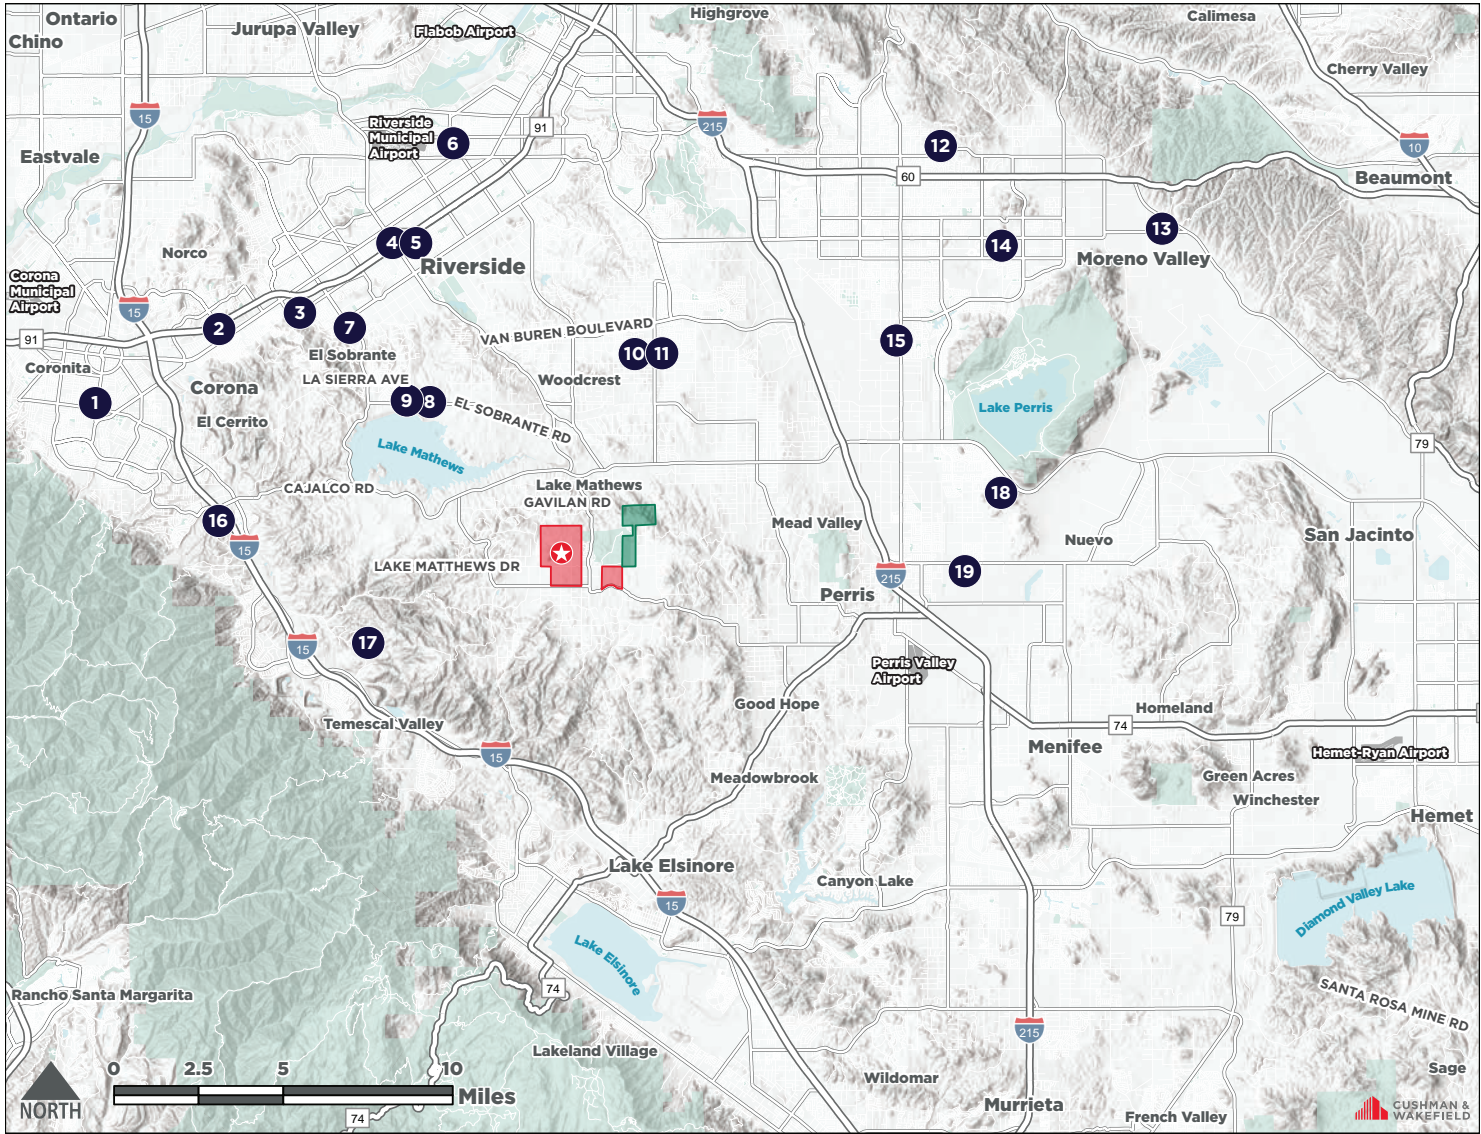 Ontario
Chino
Jurupa Valley
Flabob Airport
Highgrove
Calimesa
Cherry Valley
15
91
215
10
Riverside
Municipal
Airport
6
12
60
Eastvale
Beaumont
Norco
4
5
Riverside
14
13
Moreno Valley
Corona
Municipal
Airport
15
91
2
3
7
VAN BUREN BOULEVARD
15
El Sobrante
10
11
Coronita
LA SIERRA AVE
Woodcrest
Corona
1
9
8
EL SOBRANTE RD
El Cerrito
Lake Perris
Lake Mathews
79
CAJALCO RD
Lake Mathews
GAVILAN RD
18
16
15
Mead Valley
Nuevo
San Jacinto
LAKE MATTHEWS DR
215
19
Perris
17
15
Perris Valley
Airport
Good Hope
Homeland
Temescal Valley
74
Menifee
15
Hemet-Ryan Airport
Meadowbrook
Green Acres
Winchester
Hemet
Lake Elsinore
Canyon Lake
15
Diamond Valley Lake
79
Lake Elsinore
74
Rancho Santa Margarita
SANTA ROSA MINE RD
215
Lakeland Village
Wildomar
Sage
0
2.5
5
10
Miles
NORTH
74
Murrieta
French Valley
CUSHMAN &
WAKEFIELD